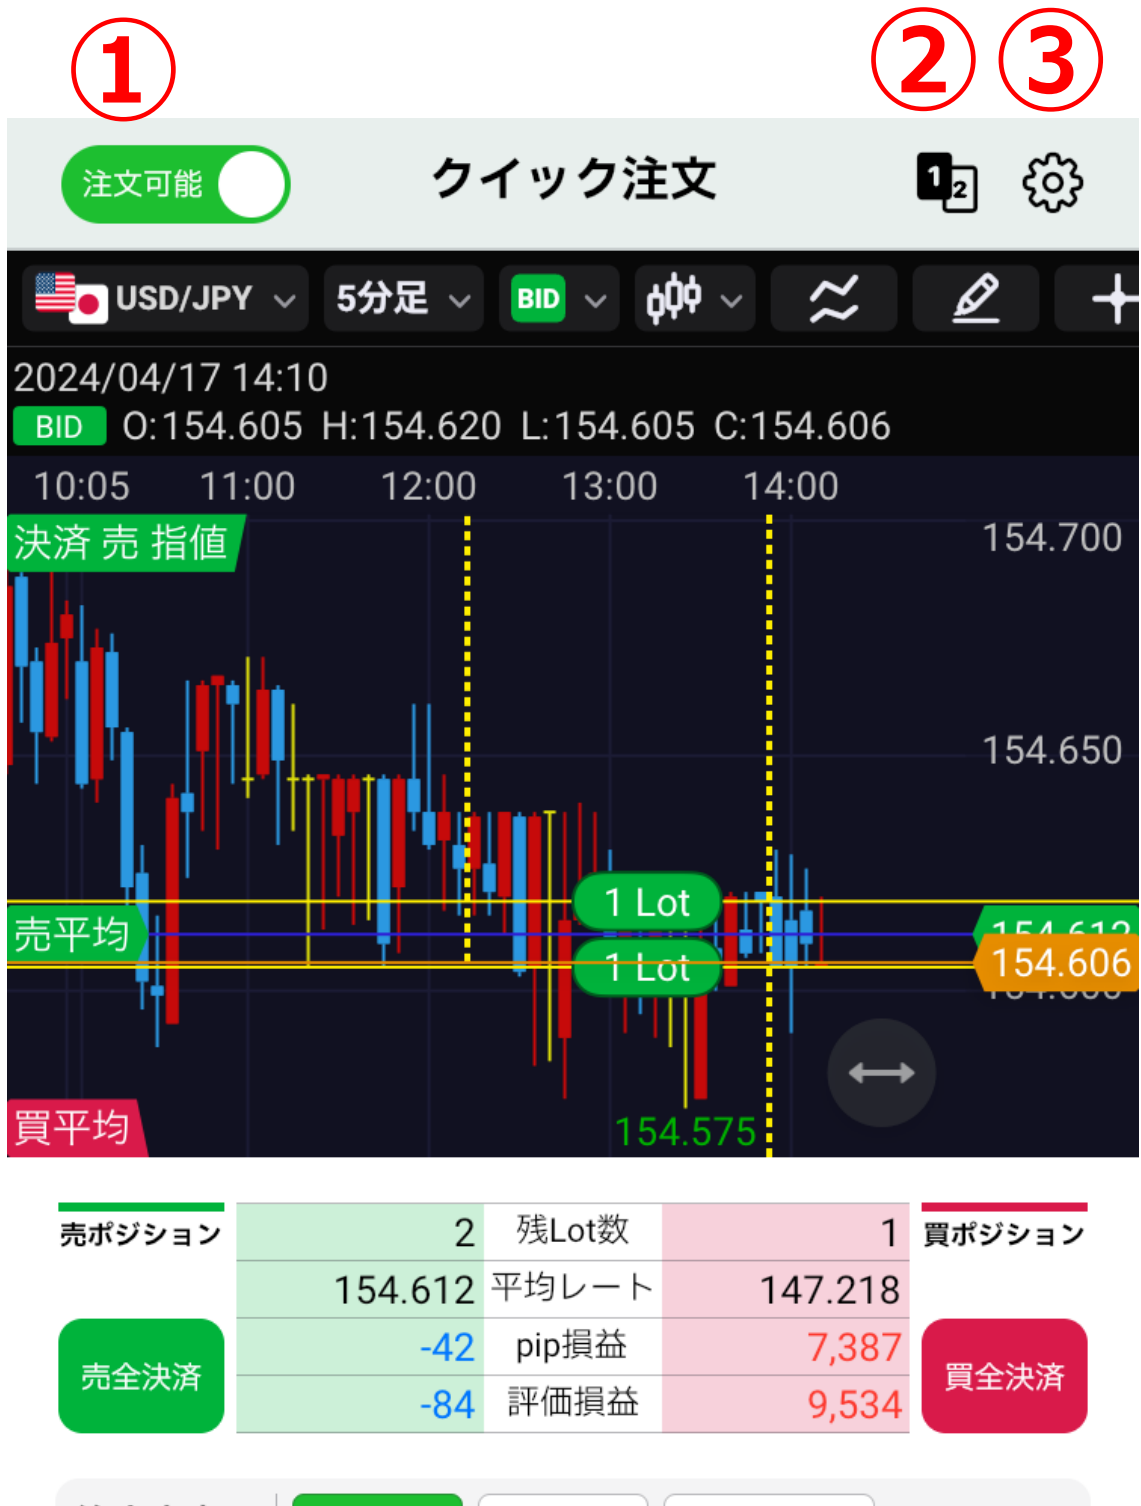 ① ② ③
注文可能 クイック注文 1 2
USD/JPY 5分足 BID
2024/04/17 14:10
BID O:154.605 H:154.620 L:154.605 C:154.606
10:05 11:00 12:00 13:00 14:00
決済 売 指値 154.700
154.650
1 Lot
売平均 154.612
1 Lot 154.606
買平均 154.575
売ポジション 2 残Lot数 1 買ポジション
154.612 平均レート 147.218
-42 pip損益 7,387
売全決済 買全決済
-84 評価損益 9,534